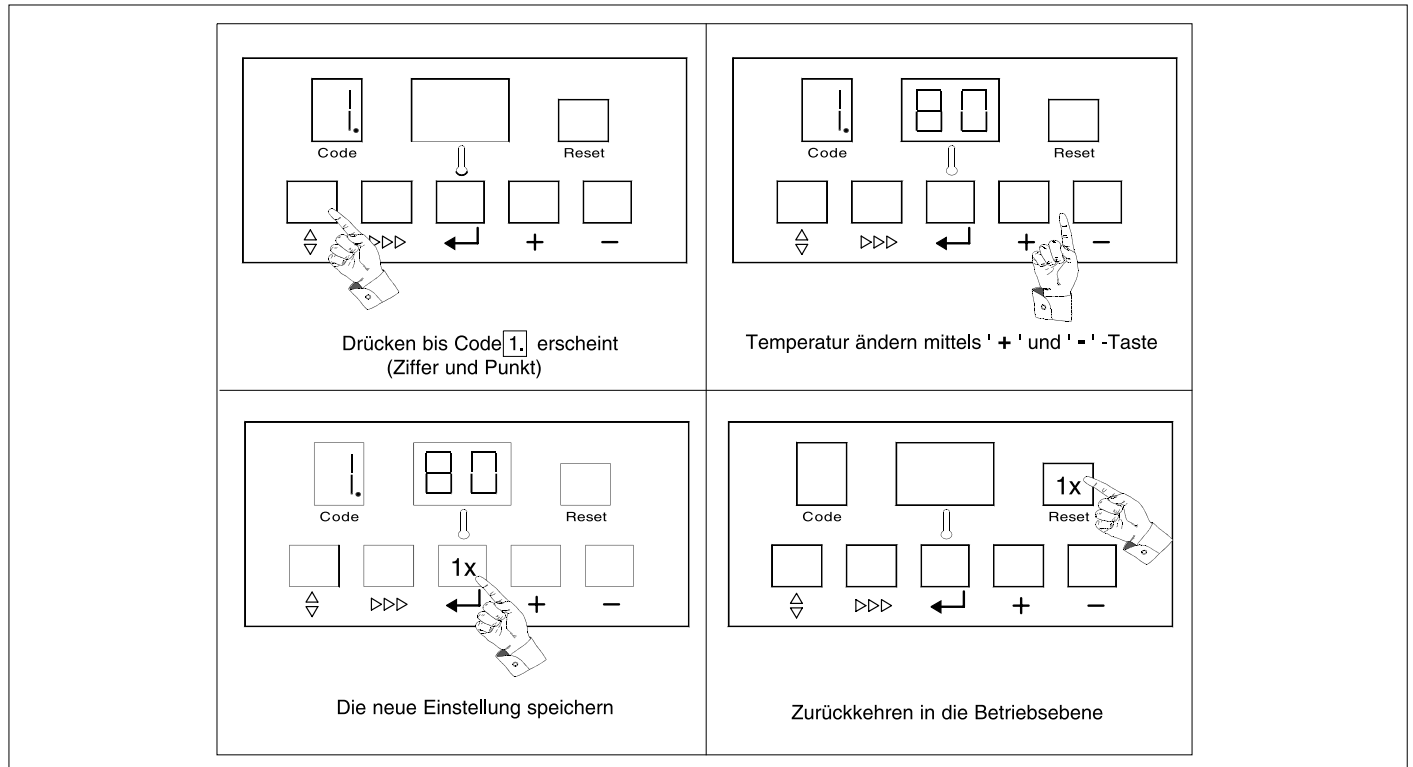 1.
Code
Reset
+ −
Drücken bis Code 1. erscheint
(Ziffer und Punkt)
1. 80
Code
Reset
+ −
Temperatur ändern mittels ' + ' und ' - ' -Taste
1. 80
Code
Reset
1x
+ −
Die neue Einstellung speichern
1x
Code
Reset
+ −
Zurückkehren in die Betriebsebene